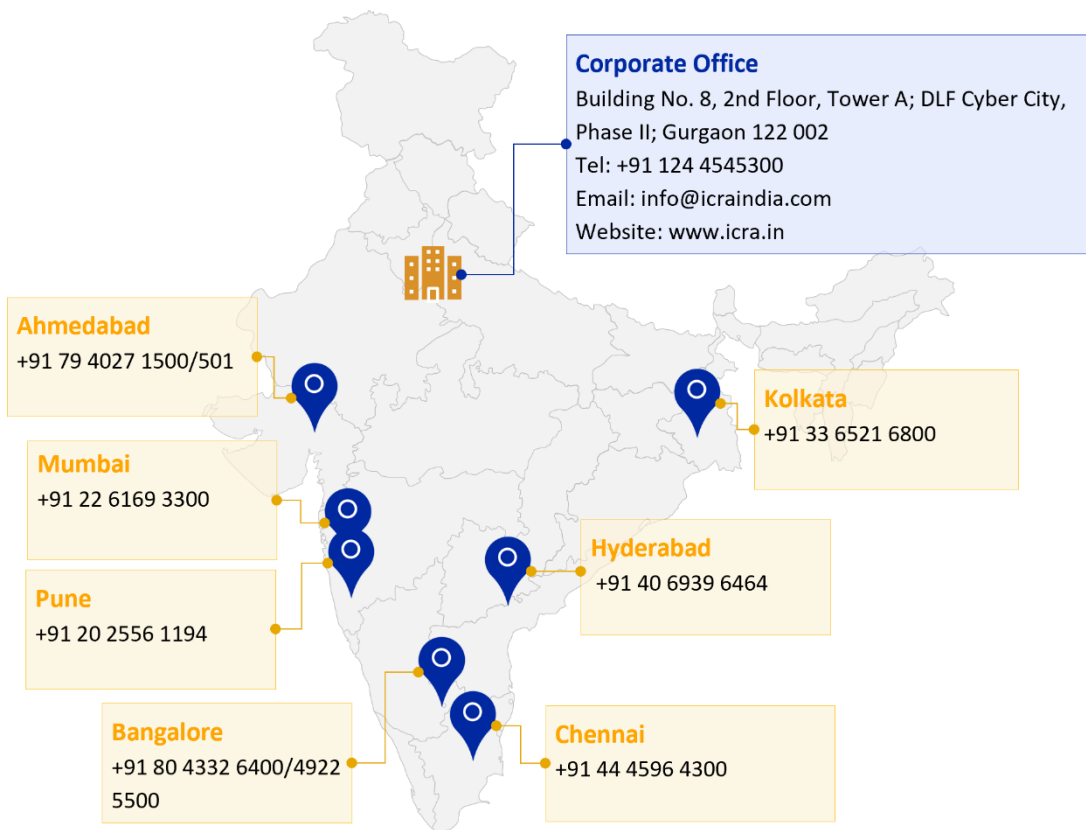 Corporate Office
Building No. 8, 2nd Floor, Tower A; DLF Cyber City,
Phase II; Gurgaon 122 002
Tel: +91 124 4545300
Email: info@icraindia.com
Website: www.icra.in
Ahmedabad
+91 79 4027 1500/501
Kolkata
+91 33 6521 6800
Mumbai
+91 22 6169 3300
Hyderabad
+91 40 6939 6464
Pune
+91 20 2556 1194
Bangalore
+91 80 4332 6400/4922
5500
Chennai
+91 44 4596 4300